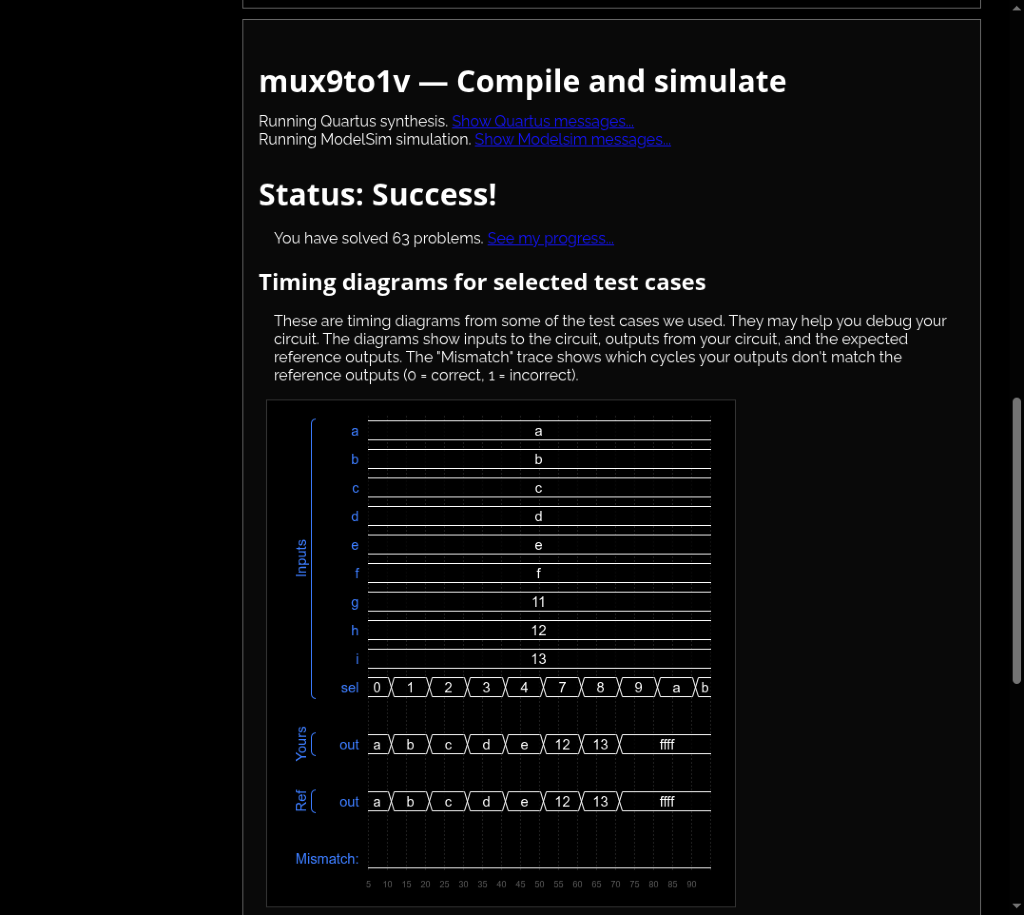 mux9to1v — Compile and simulate
Running Quartus synthesis. Show Quartus messages...
Running ModelSim simulation. Show Modelsim messages...
Status: Success!
You have solved 63 problems. See my progress...
Timing diagrams for selected test cases
These are timing diagrams from some of the test cases we used. They may help you debug your
circuit. The diagrams show inputs to the circuit, outputs from your circuit, and the expected
reference outputs. The "Mismatch" trace shows which cycles your outputs don't match the
reference outputs (0 = correct, 1 = incorrect).
Inputs
a a
b b
c c
d d
e e
f f
g 11
h 12
i 13
sel 0 1 2 3 4 7 8 9 a b
Yours
out a b c d e 12 13 ffff
Ref
out a b c d e 12 13 ffff
Mismatch:
5 10 15 20 25 30 35 40 45 50 55 60 65 70 75 80 85 90